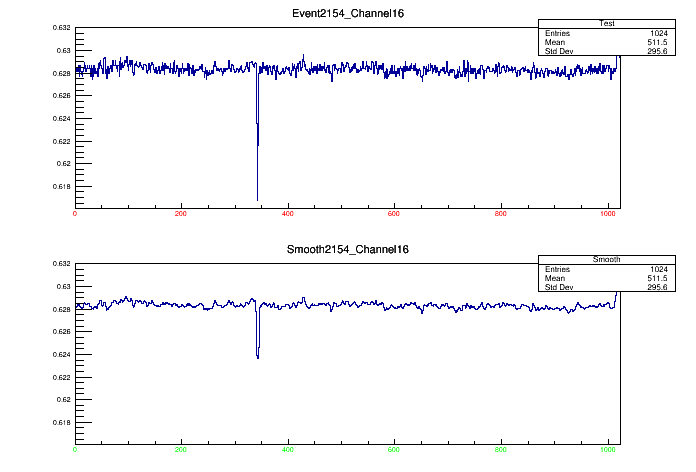 Event2154_Channel16
Test
Entries 1024
Mean 511.5
Std Dev 295.6
0.632
0.63
0.628
0.626
0.624
0.622
0.62
0.618
0 200 400 600 800 1000
Smooth2154_Channel16
Smooth
Entries 1024
Mean 511.5
Std Dev 295.6
0.632
0.63
0.628
0.626
0.624
0.622
0.62
0.618
0 200 400 600 800 1000